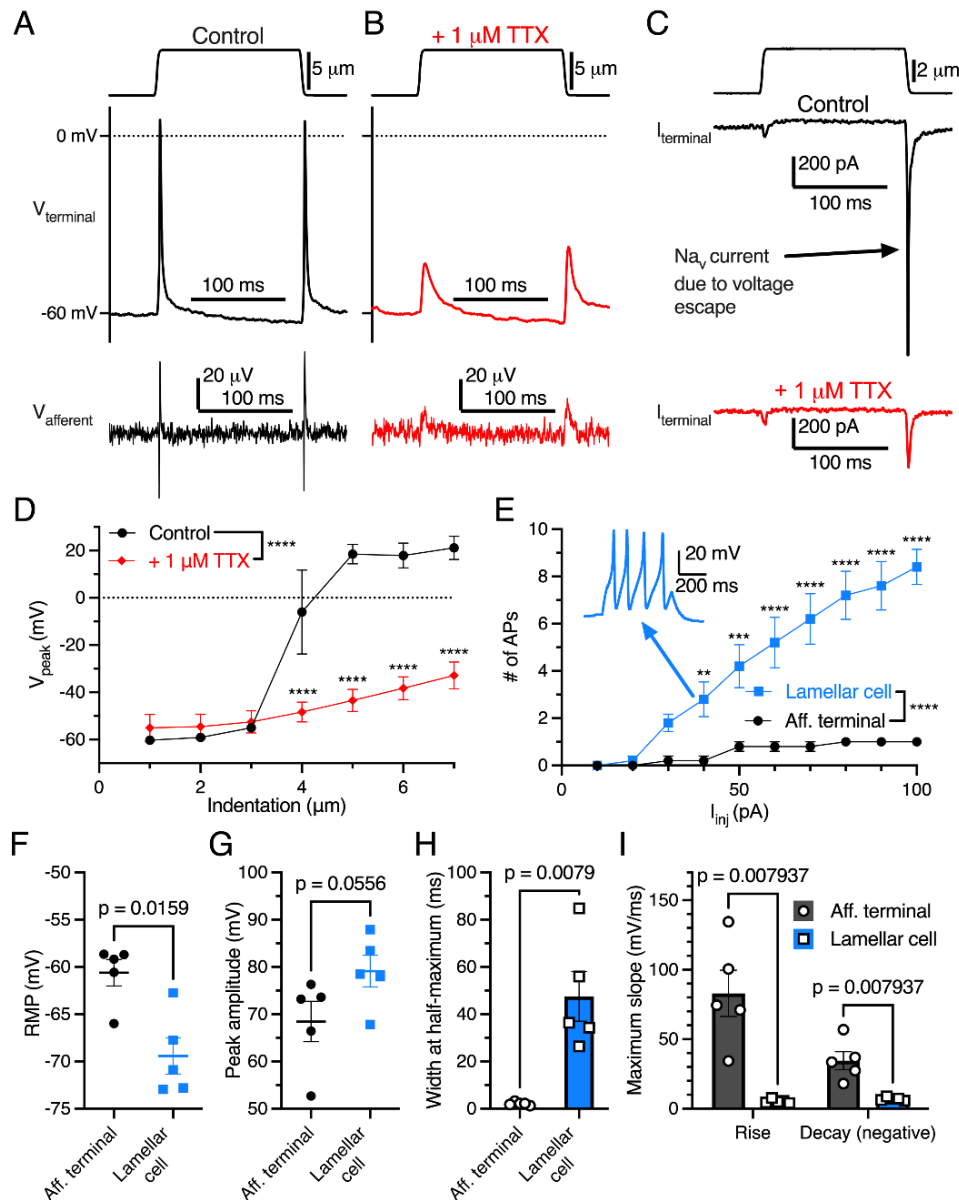 A
Control
5 μm
0 mV
V_terminal
100 ms
-60 mV
V_afferent
20 μV
100 ms
B
+ 1 μM TTX
5 μm
100 ms
20 μV
100 ms
C
2 μm
Control
I_terminal
200 pA
100 ms
Na_v current
due to voltage
escape
+ 1 μM TTX
I_terminal
200 pA
100 ms
D
Control
+ 1 μM TTX
****
20
0
-20
-40
-60
V_peak (mV)
**** **** **** ****
0 2 4 6
Indentation (μm)
E
10
8
6
4
2
0
# of APs
20 mV
200 ms
** *** **** **** **** **** ****
Lamellar cell
Aff. terminal
****
0 50 100
I_inj (pA)
F
-50
-55
-60
-65
-70
-75
RMP
(mV)
p = 0.0159
Aff. terminal
Lamellar
cell
G
100
90
80
70
60
50
Peak amplitude (mV)
p = 0.0556
Aff. terminal
Lamellar
cell
H
100
80
60
40
20
0
Width at half-maximum (ms)
p = 0.0079
Aff. terminal
Lamellar
cell
I
150
100
50
0
Maximum slope (mV/ms)
p = 0.007937
Aff. terminal
Lamellar cell
p = 0.007937
Rise
Decay (negative)